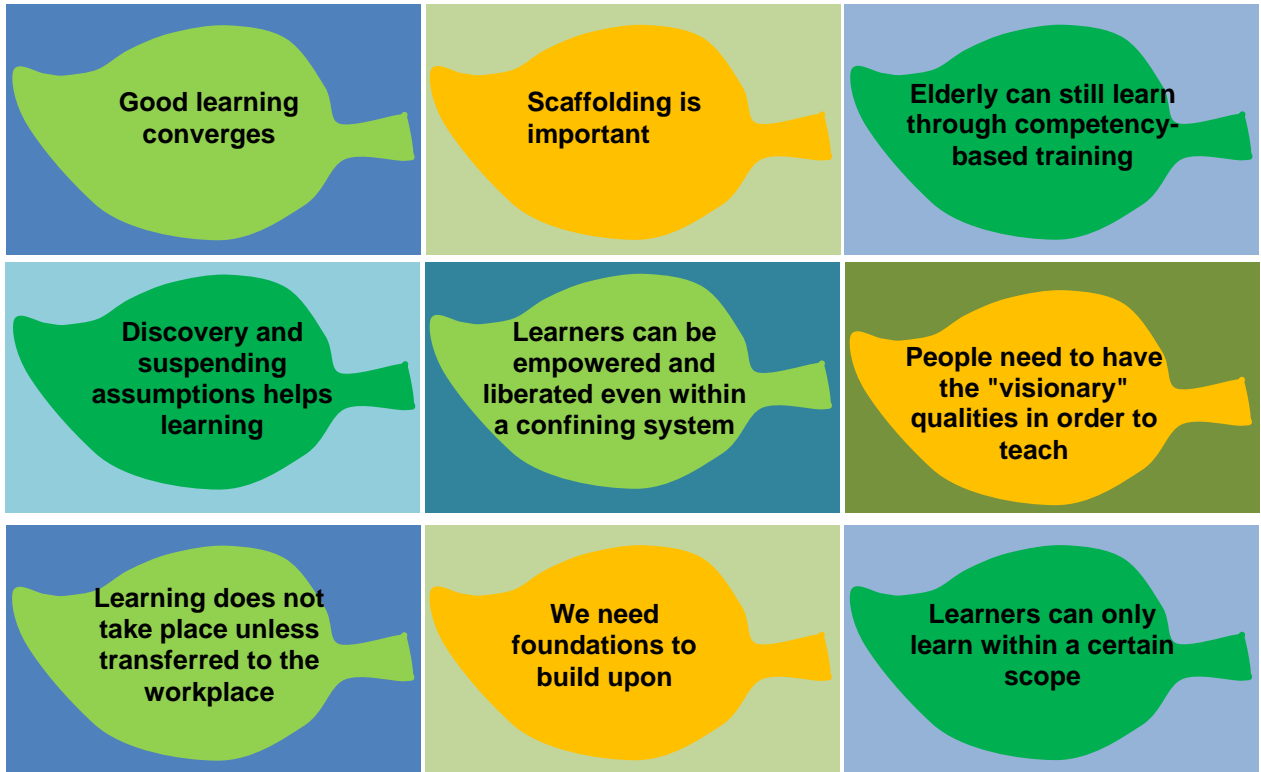 Good learning
converges
Scaffolding is
important
Elderly can still learn
through competency-
based training
Discovery and
suspending
assumptions helps
learning
Learners can be
empowered and
liberated even within
a confining system
People need to have
the "visionary"
qualities in order to
teach
Learning does not
take place unless
transferred to the
workplace
We need
foundations to
build upon
Learners can only
learn within a certain
scope